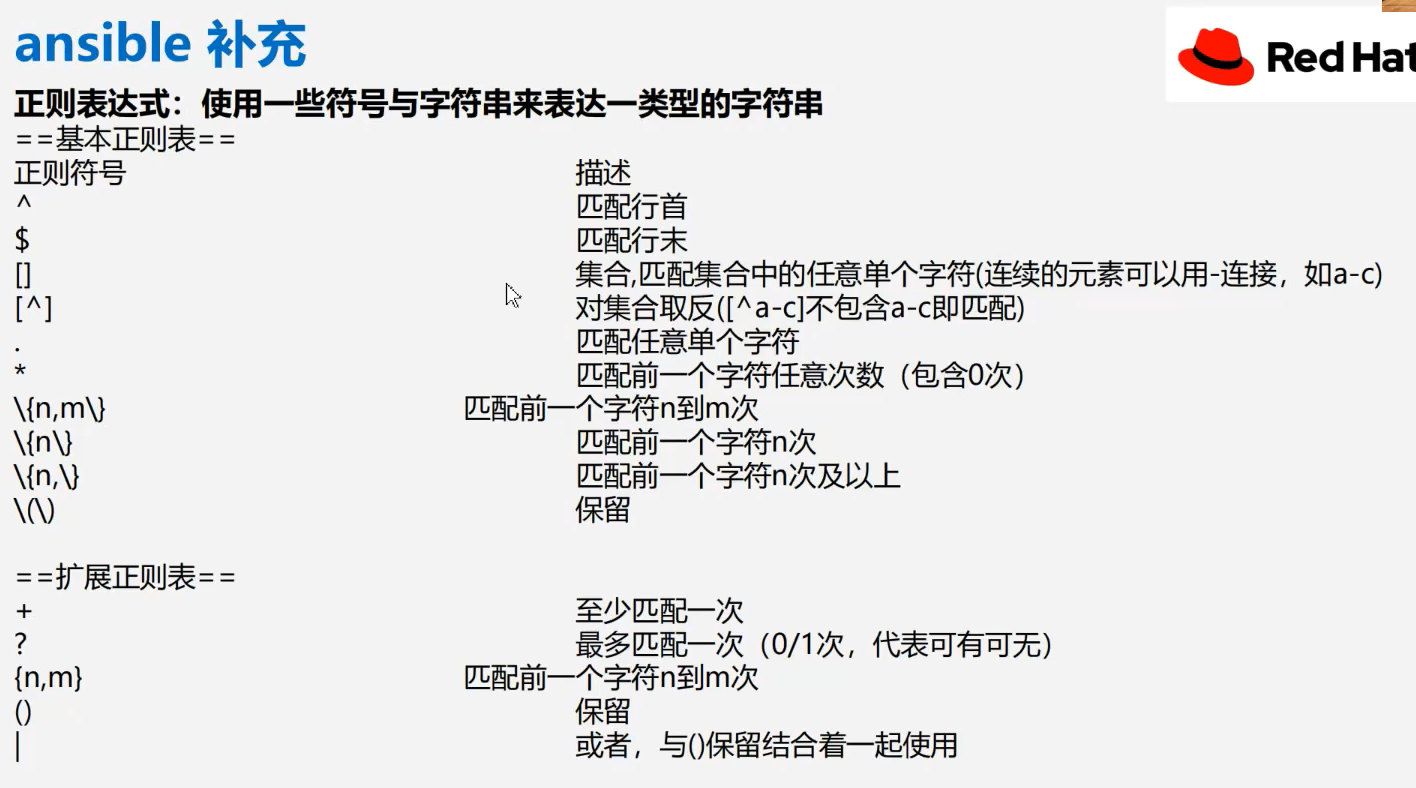 ansible 补充
Red Hat
正则表达式：使用一些符号与字符串来表达一类型的字符串
==基本正则表==
正则符号 描述
^ 匹配行首
$ 匹配行末
[] 集合,匹配集合中的任意单个字符(连续的元素可以用-连接，如a-c)
[^] 对集合取反([^a-c]不包含a-c即匹配)
. 匹配任意单个字符
* 匹配前一个字符任意次数（包含0次）
\{n,m\} 匹配前一个字符n到m次
\{n\} 匹配前一个字符n次
\{n,\} 匹配前一个字符n次及以上
\(\) 保留
==扩展正则表==
+ 至少匹配一次
? 最多匹配一次（0/1次，代表可有可无）
{n,m} 匹配前一个字符n到m次
() 保留
| 或者，与()保留结合着一起使用